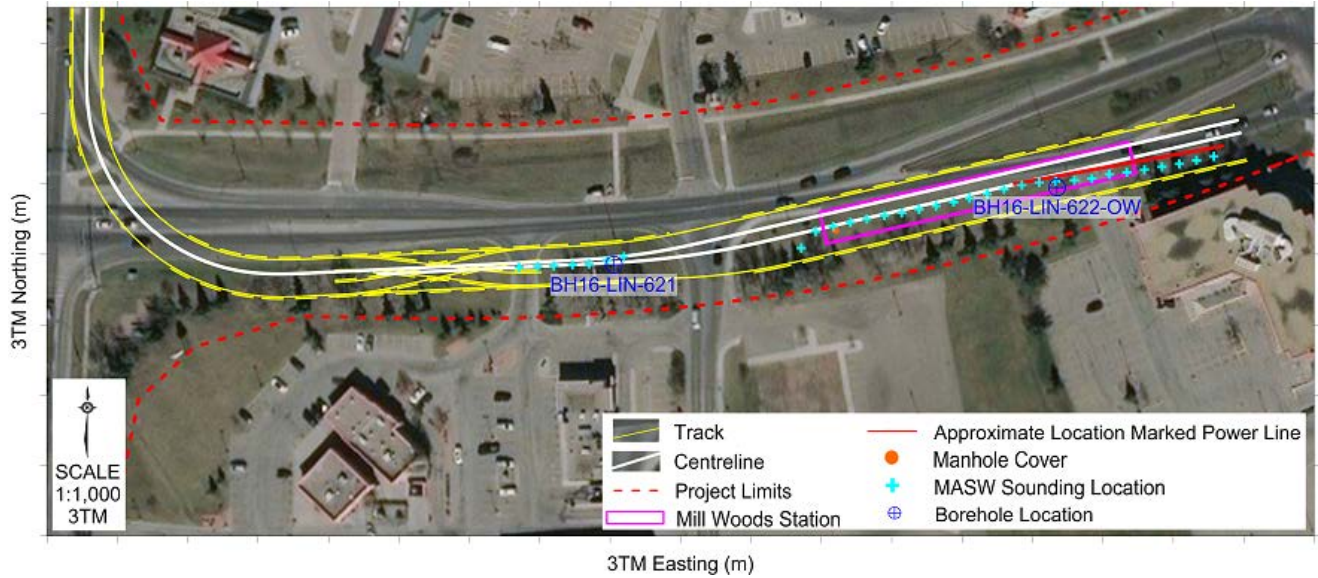 BH16-LIN-622-OW
BH16-LIN-621
3TM Northing (m)
SCALE
1:1,000
3TM
Track
Centreline
Project Limits
Mill Woods Station
Approximate Location Marked Power Line
Manhole Cover
MASW Sounding Location
Borehole Location
3TM Easting (m)